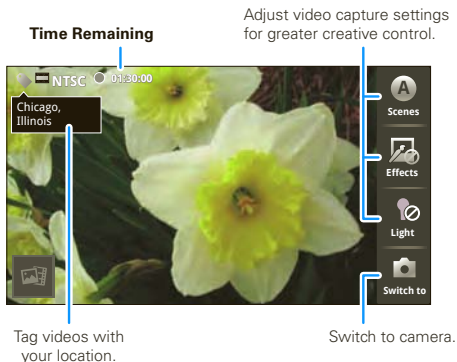 Adjust video capture settings
for greater creative control.
Time Remaining
NTSC 01:30:00
Chicago,
Illinois
A
Scenes
Effects
Light
Switch to
Tag videos with
your location.
Switch to camera.